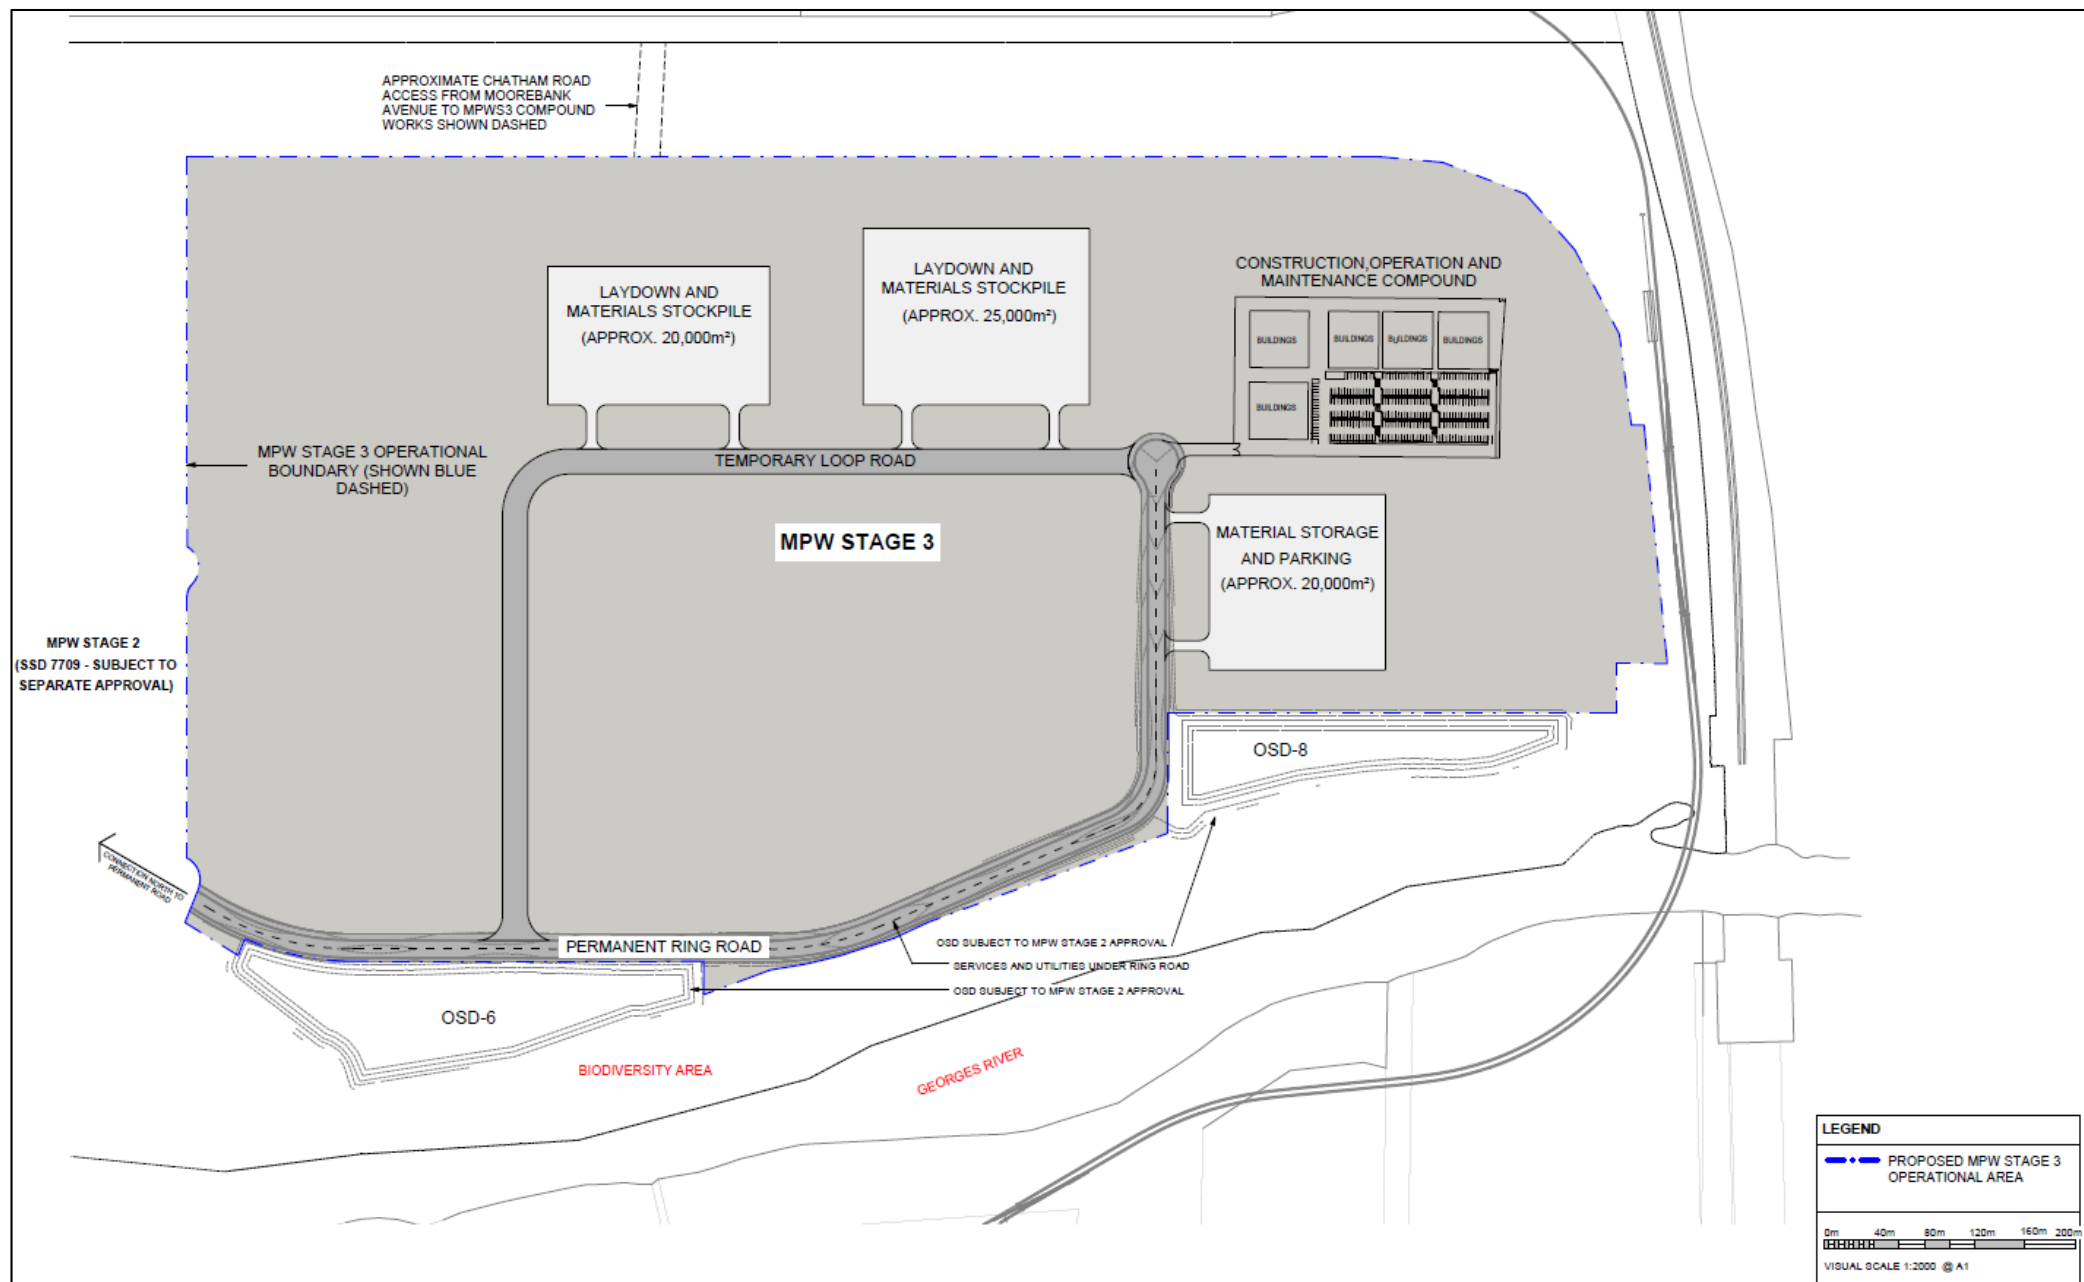 APPROXIMATE CHATHAM ROAD
ACCESS FROM MOOREBANK
AVENUE TO MPWS3 COMPOUND
WORKS SHOWN DASHED
LAYDOWN AND
MATERIALS STOCKPILE
(APPROX. 20,000m²)
LAYDOWN AND
MATERIALS STOCKPILE
(APPROX. 25,000m²)
CONSTRUCTION,OPERATION AND
MAINTENANCE COMPOUND
BUILDINGS
BUILDINGS
BUILDINGS
BUILDINGS
BUILDINGS
MPW STAGE 3 OPERATIONAL
BOUNDARY (SHOWN BLUE
DASHED)
TEMPORARY LOOP ROAD
MPW STAGE 3
MATERIAL STORAGE
AND PARKING
(APPROX. 20,000m²)
MPW STAGE 2
(SSD 7709 - SUBJECT TO
SEPARATE APPROVAL)
OSD-8
CONNECTION NORTH TO
PERMANENT ROAD
PERMANENT RING ROAD
OSD SUBJECT TO MPW STAGE 2 APPROVAL
SERVICES AND UTILITIES UNDER RING ROAD
OSD SUBJECT TO MPW STAGE 2 APPROVAL
OSD-6
BIODIVERSITY AREA
GEORGES RIVER
LEGEND
PROPOSED MPW STAGE 3
OPERATIONAL AREA
0m 40m 80m 120m 160m 200m
VISUAL SCALE 1:2000 @ A1